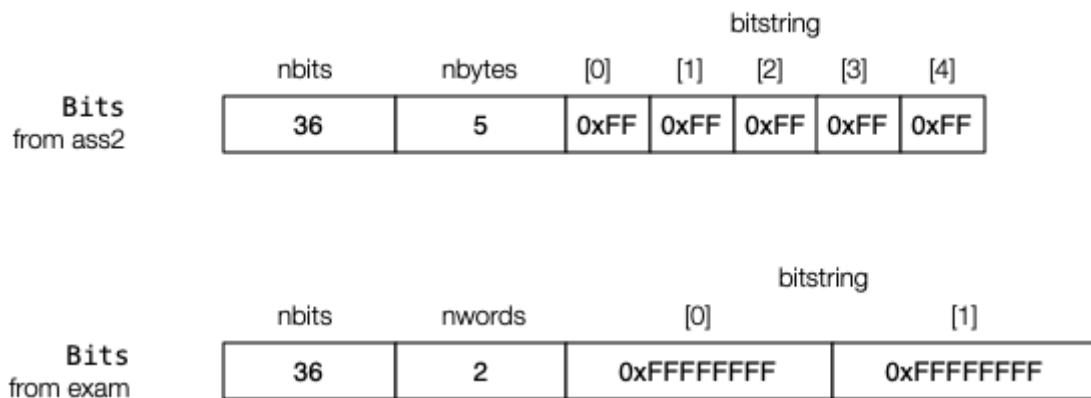 bitstring
nbits nbytes [0] [1] [2] [3] [4]
Bits
from ass2
36 5 0xFF 0xFF 0xFF 0xFF 0xFF
bitstring
nbits nwords [0] [1]
Bits
from exam
36 2 0xFFFFFFFF 0xFFFFFFFF